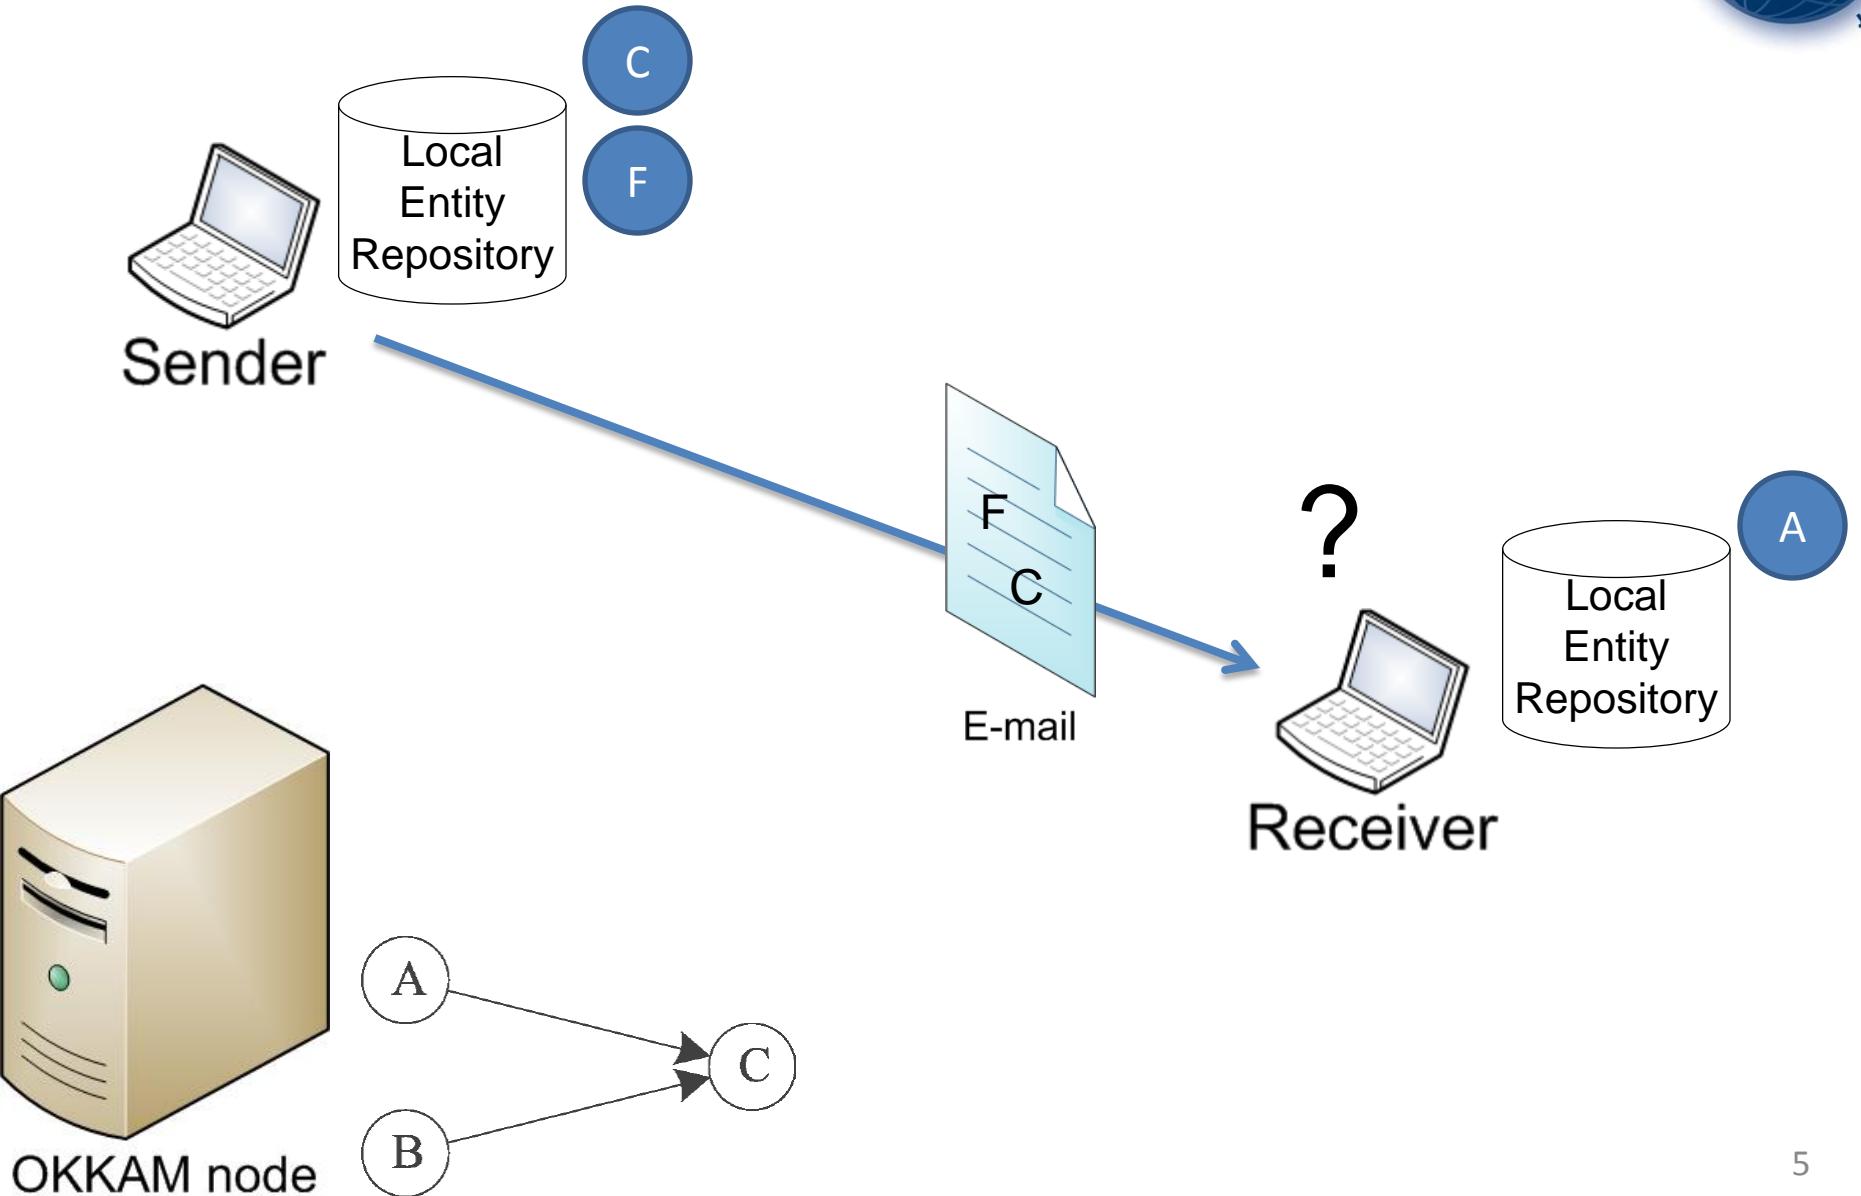 C
Local
Entity
Repository
F
Sender
F
C
E-mail
?
A
Local
Entity
Repository
Receiver
A
C
B
OKKAM node
5